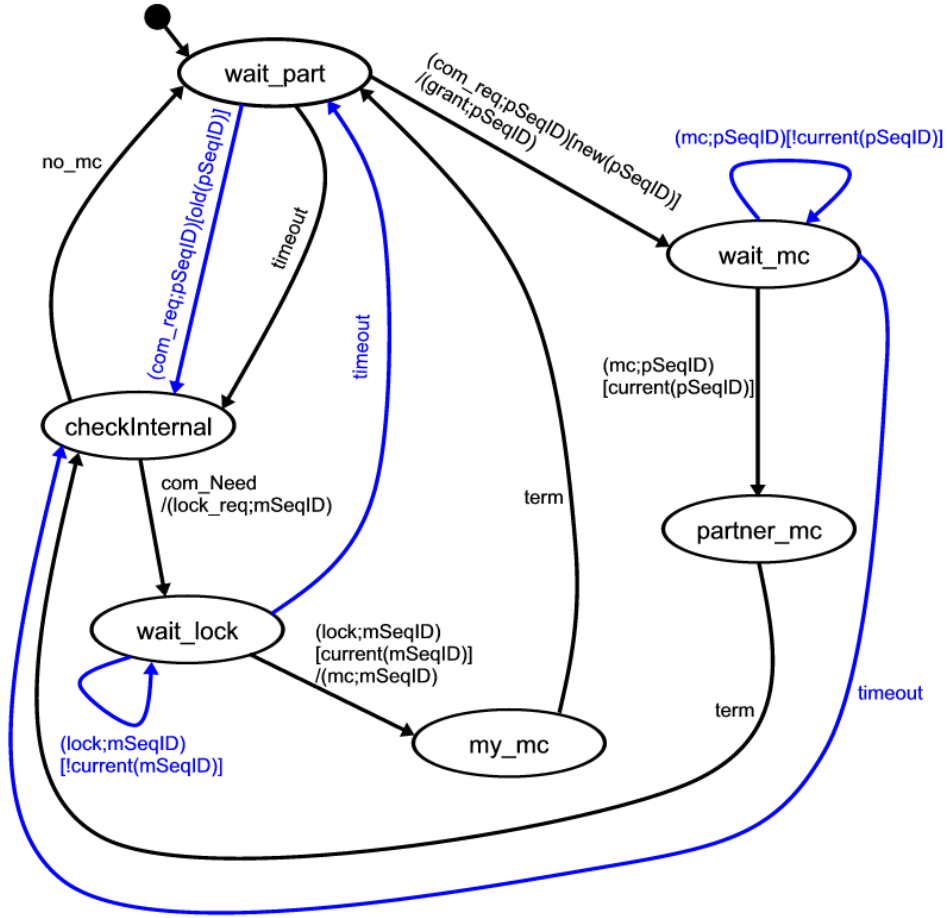 wait_part
(com_req;pSeqID)[new(pSeqID)]
/(grant;pSeqID)
(mc;pSeqID)[!current(pSeqID)]
no_mc
(com_req;pSeqID)[old(pSeqID)]
timeout
wait_mc
timeout
(mc;pSeqID)
[current(pSeqID)]
checkInternal
com_Need
/(lock_req;mSeqID)
term
partner_mc
wait_lock
(lock;mSeqID)
[current(mSeqID)]
/(mc;mSeqID)
timeout
term
(lock;mSeqID)
[!current(mSeqID)]
my_mc